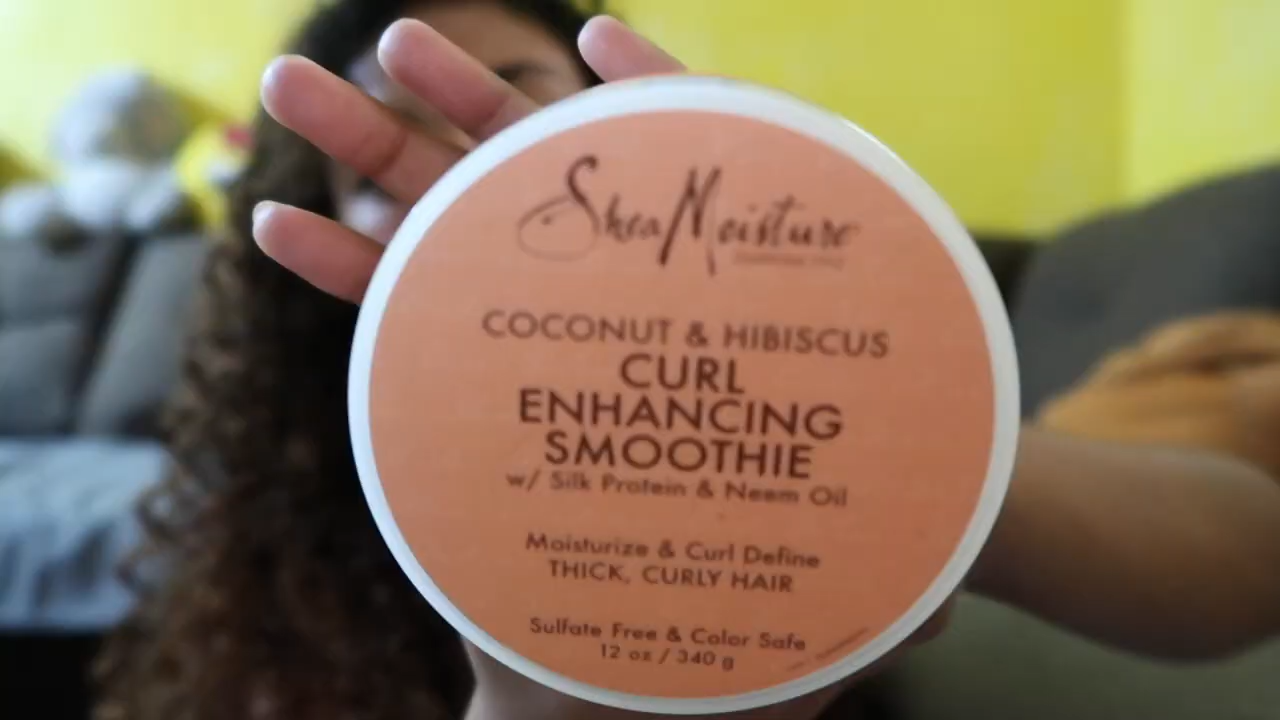 SheaMoisture
COCONUT & HIBISCUS
CURL
ENHANCING
SMOOTHIE
w/ Silk Protein & Neem Oil
Moisturize & Curl Define
THICK, CURLY HAIR
Sulfate Free & Color Safe
12 oz / 340 g